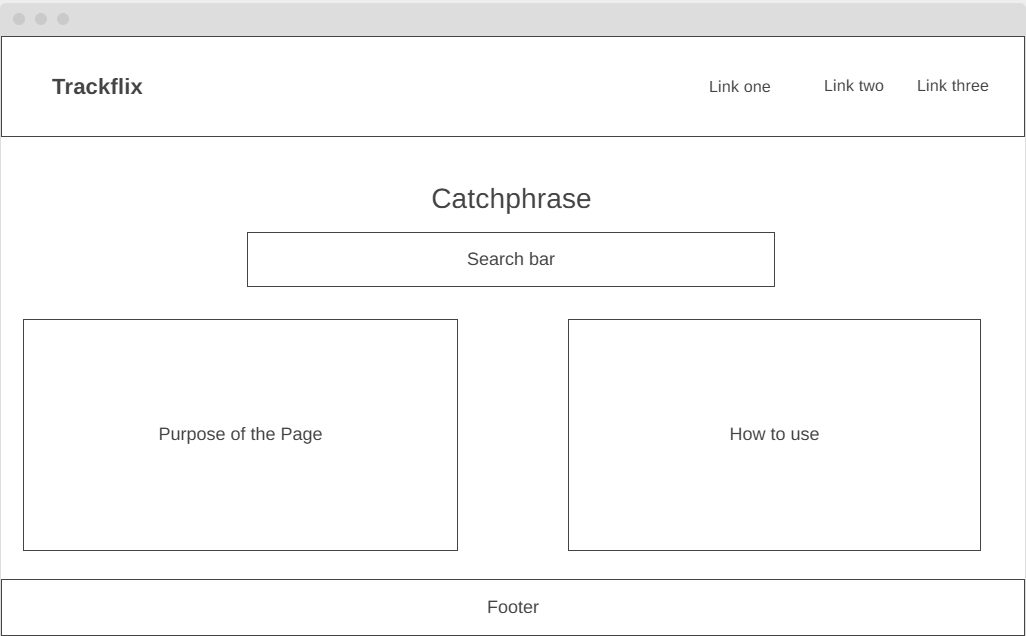 Trackflix
Link one
Link two
Link three
Catchphrase
Search bar
Purpose of the Page
How to use
Footer